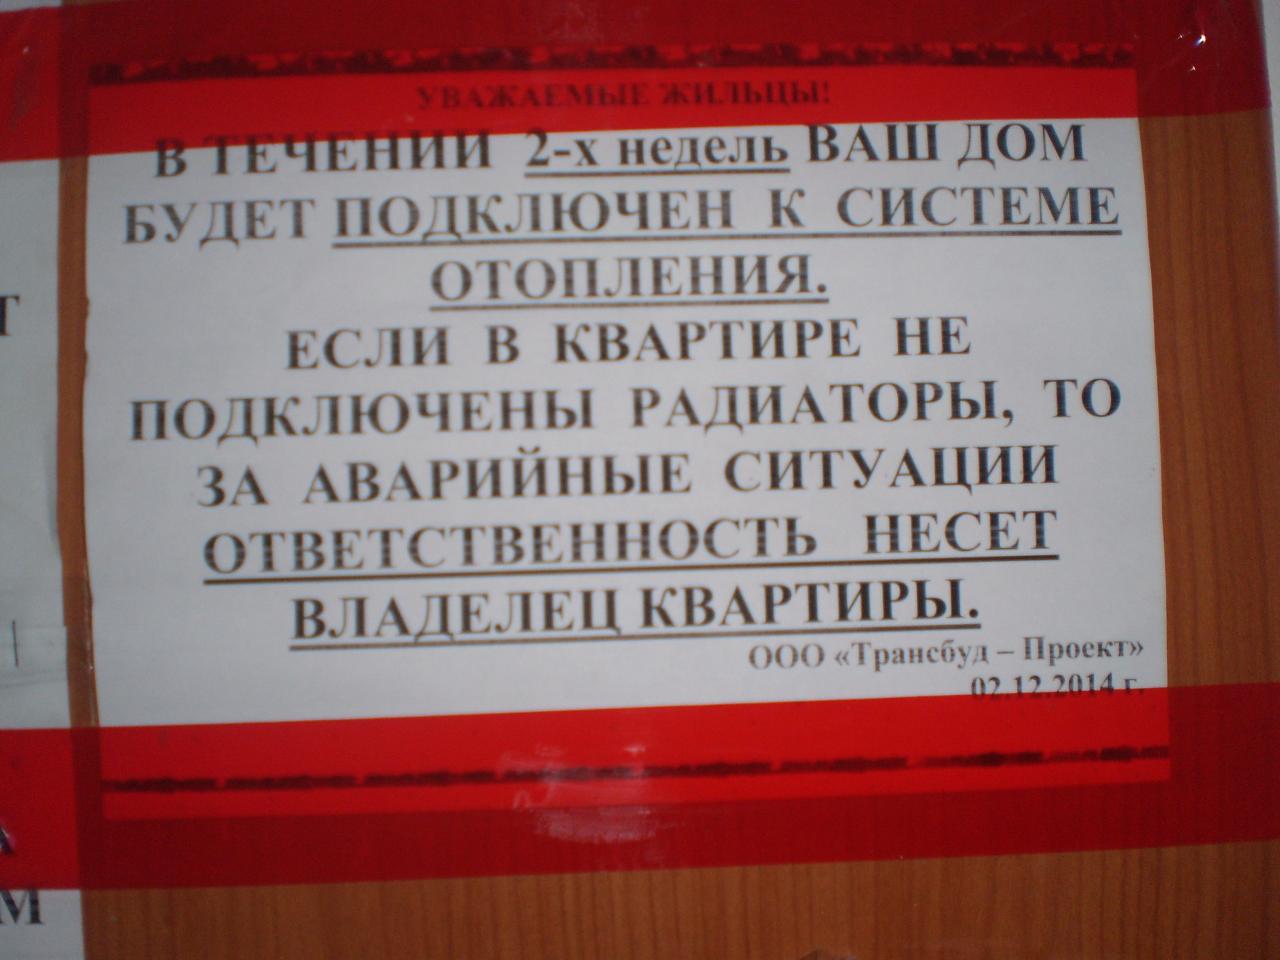 УВАЖАЕМЫЕ ЖИЛЬЦЫ!
В ТЕЧЕНИИ 2-х недель ВАШ ДОМ
БУДЕТ ПОДКЛЮЧЕН К СИСТЕМЕ
ОТОПЛЕНИЯ.
ЕСЛИ В КВАРТИРЕ НЕ
ПОДКЛЮЧЕНЫ РАДИАТОРЫ, ТО
ЗА АВАРИЙНЫЕ СИТУАЦИИ
ОТВЕТСТВЕННОСТЬ НЕСЕТ
ВЛАДЕЛЕЦ КВАРТИРЫ.
ООО «Трансбуд – Проект»
02.12.2014 г.